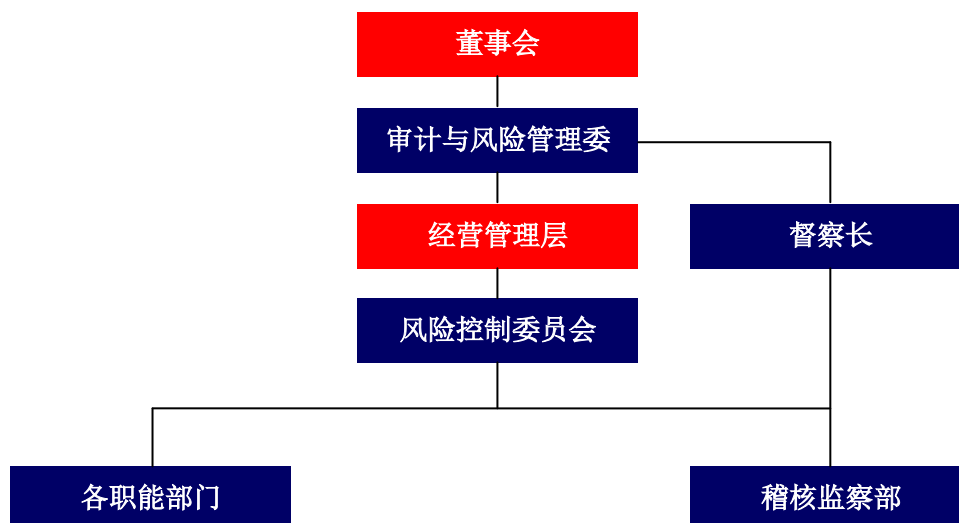 董事会
审计与风险管理委
经营管理层
督察长
风险控制委员会
各职能部门
稽核监察部